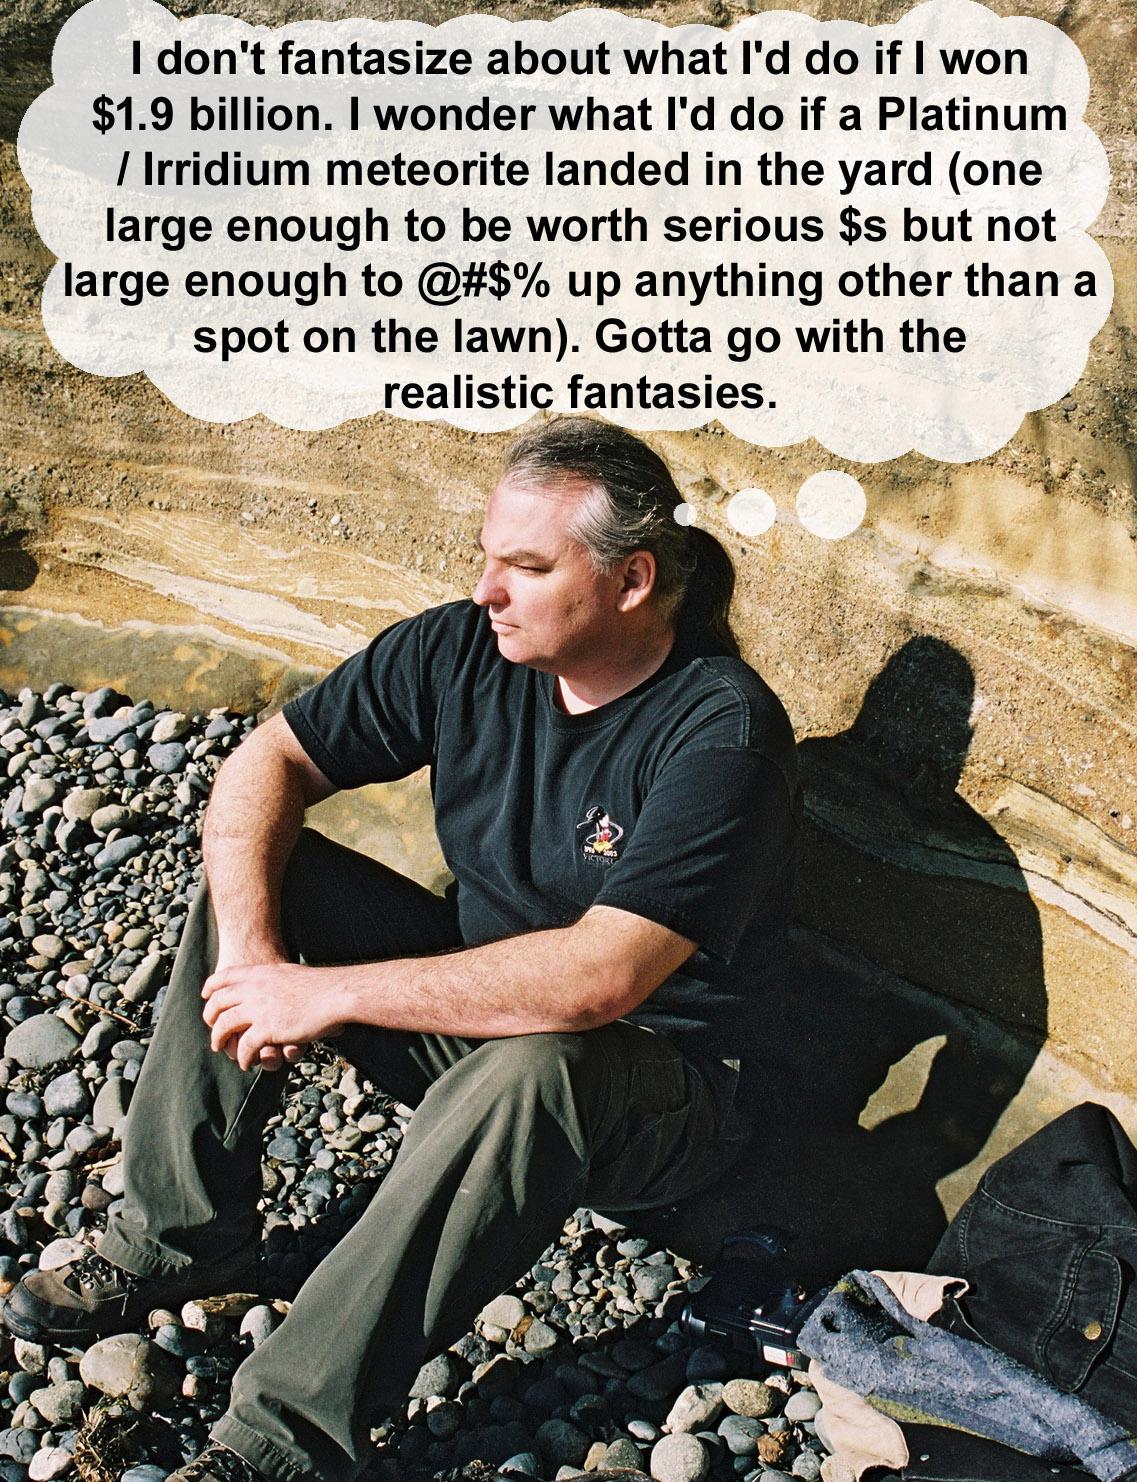 I don't fantasize about what I'd do if I won
$1.9 billion. I wonder what I'd do if a Platinum
/ Irridium meteorite landed in the yard (one
large enough to be worth serious $s but not
large enough to @#$% up anything other than a
spot on the lawn). Gotta go with the
realistic fantasies.
VICTORY